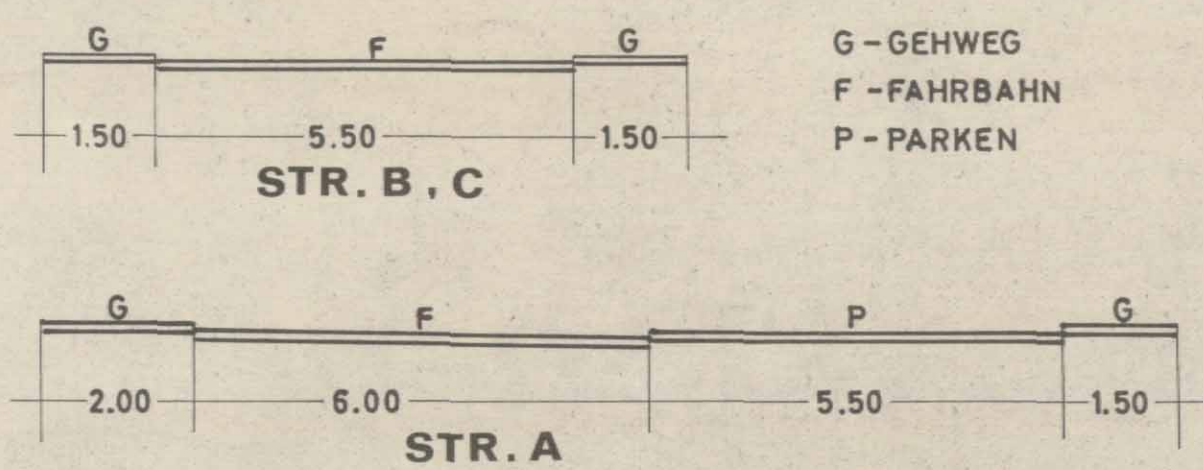 G F G
1.50 5.50 1.50
STR. B , C
G - GEHWEG
F - FAHRBAHN
P - PARKEN
G F P G
2.00 6.00 5.50 1.50
STR. A